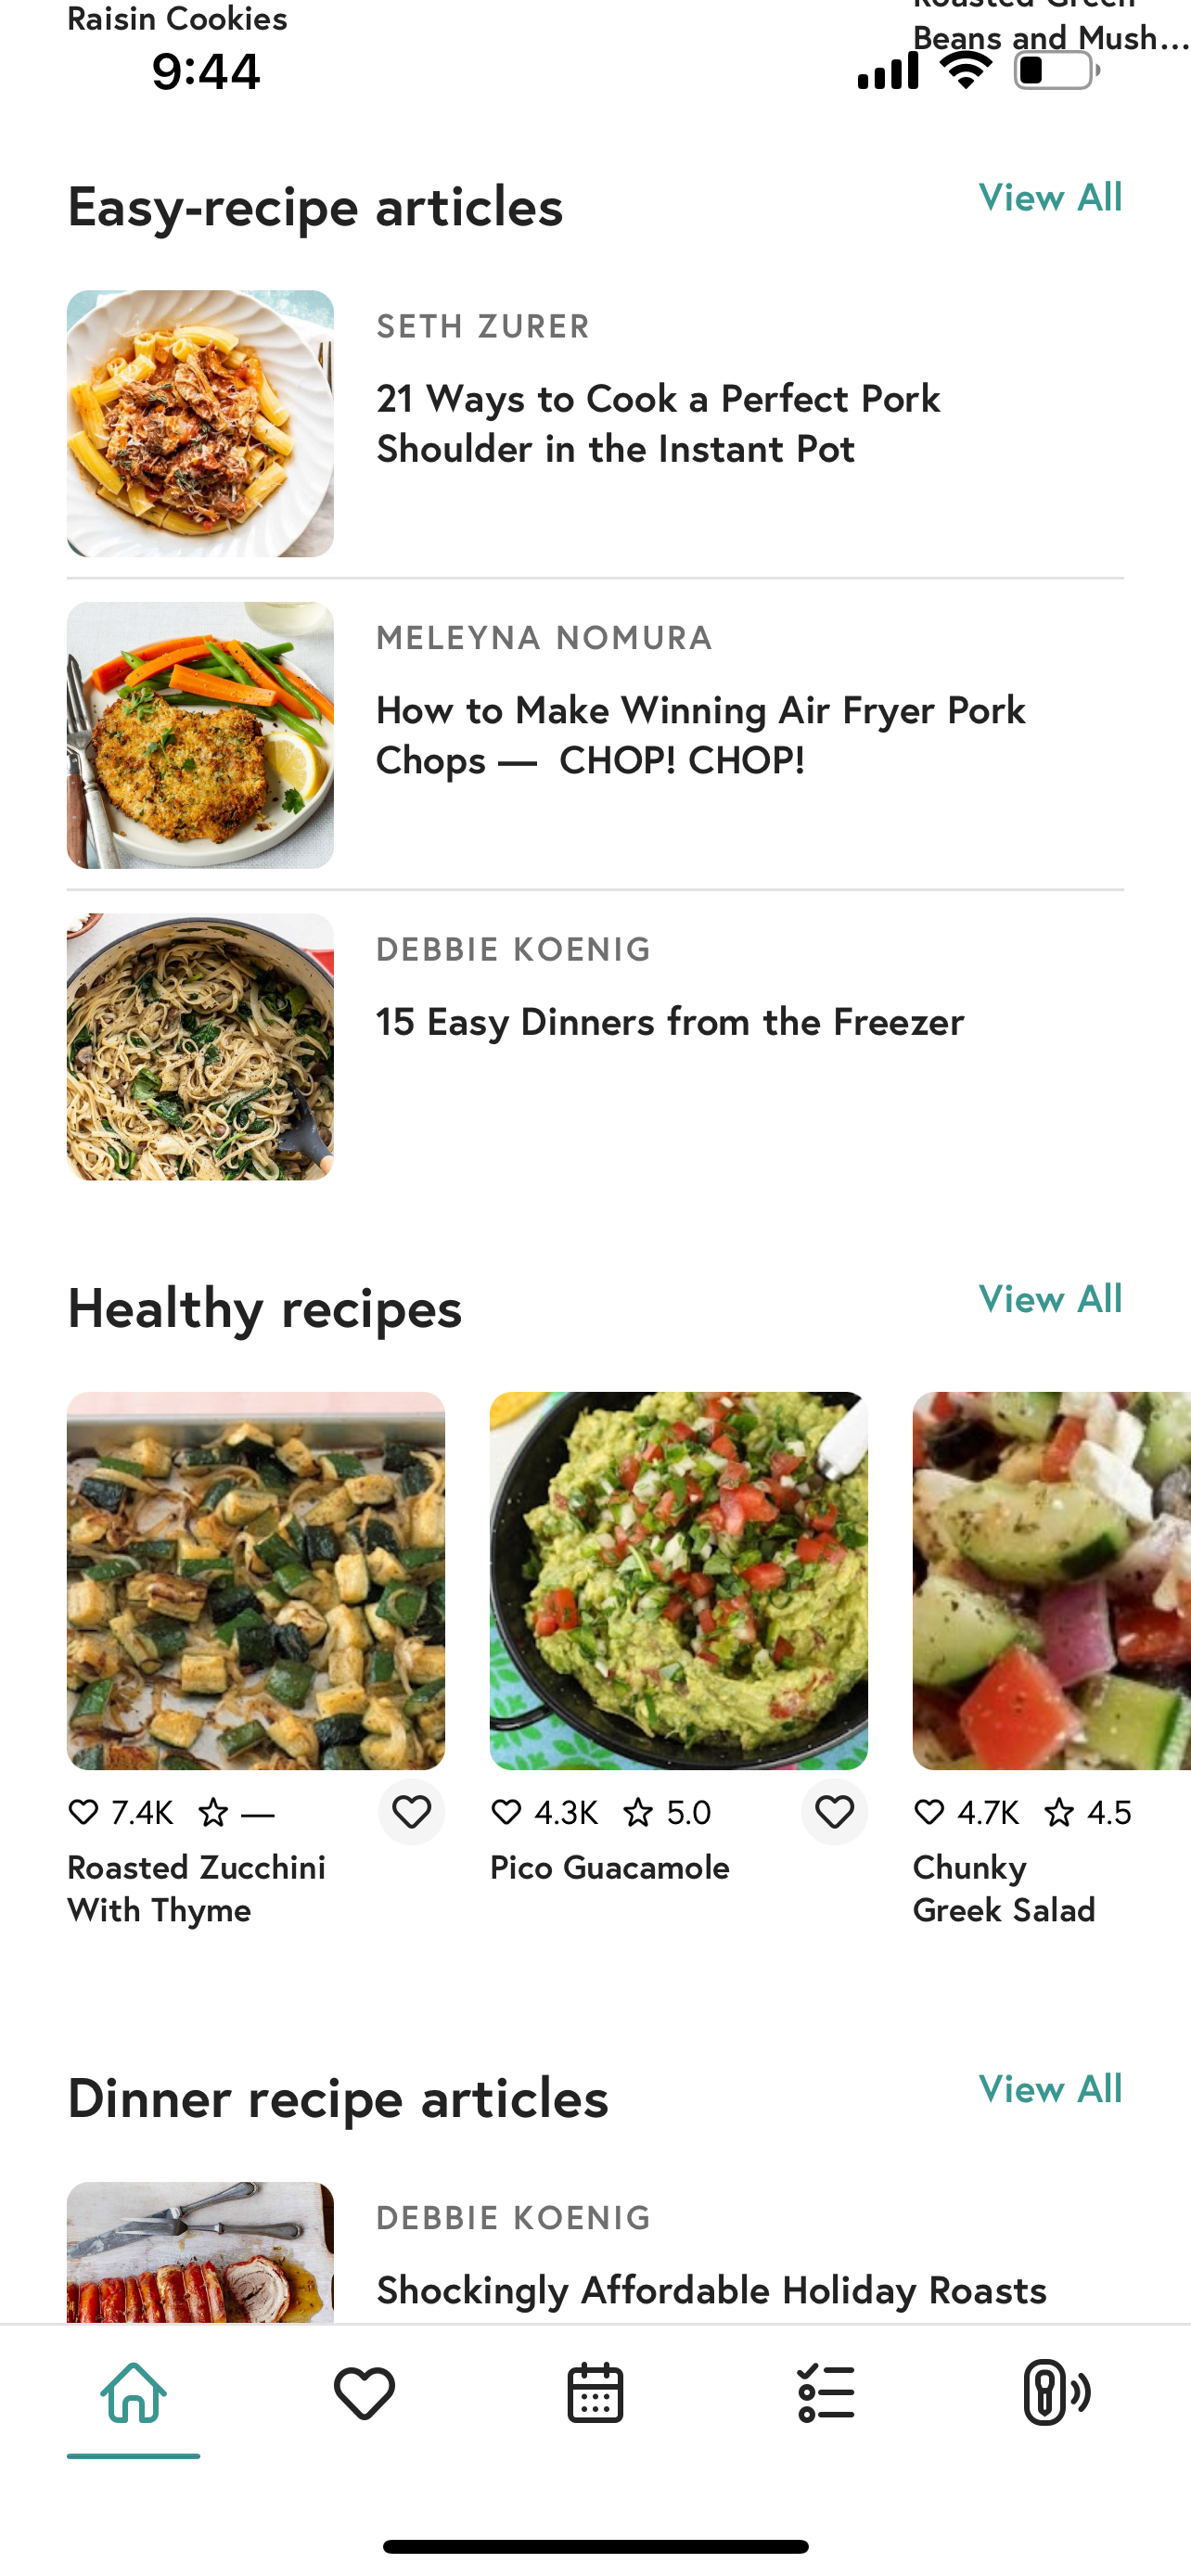 Raisin Cookies
Roasted Green
Beans and Mush...
9:44
Easy-recipe articles
View All
SETH ZURER
21 Ways to Cook a Perfect Pork
Shoulder in the Instant Pot
MELEYNA NOMURA
How to Make Winning Air Fryer Pork
Chops —  CHOP! CHOP!
DEBBIE KOENIG
15 Easy Dinners from the Freezer
Healthy recipes
View All
7.4K —
Roasted Zucchini
With Thyme
4.3K 5.0
Pico Guacamole
4.7K 4.5
Chunky
Greek Salad
Dinner recipe articles
View All
DEBBIE KOENIG
Shockingly Affordable Holiday Roasts